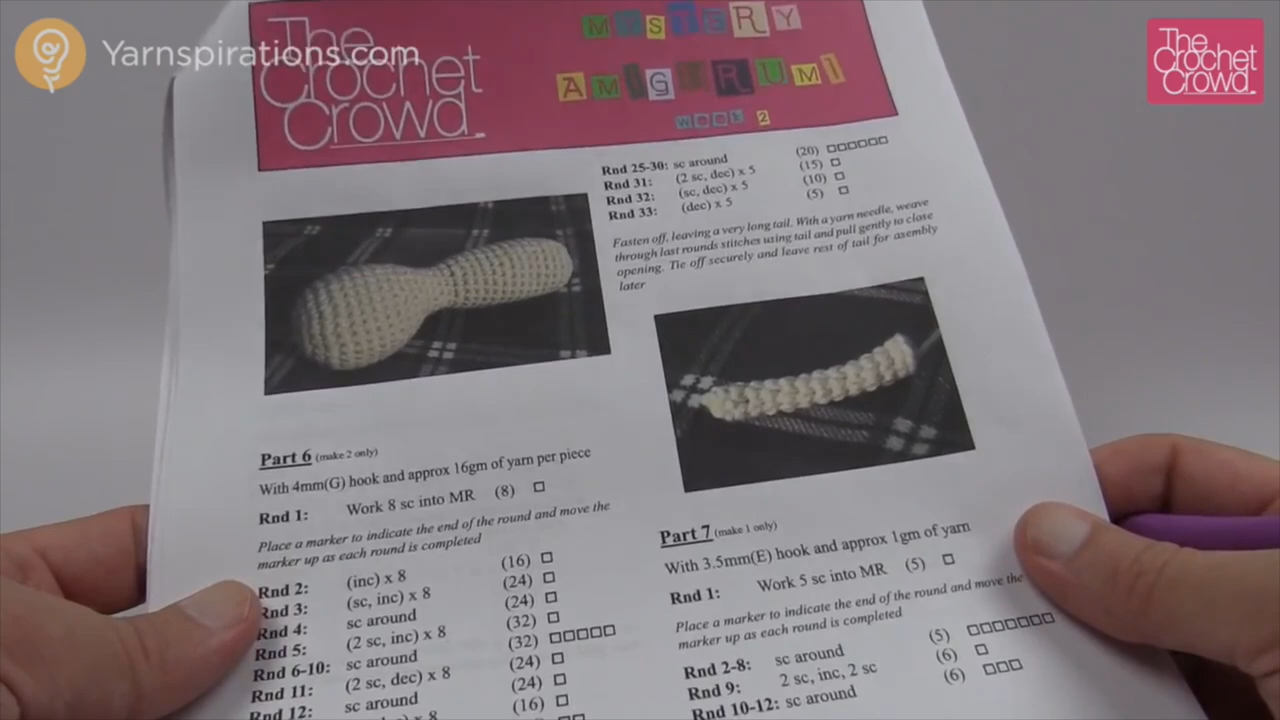 Yarnspirations.com
The
Crochet
Crowd
The
Crochet
Crowd
MYSTERY
AMIGURUMI
week 2
Rnd 25-30: sc around (20) □□□□□□
Rnd 31: (2 sc, dec) x 5 (15) □
Rnd 32: (sc, dec) x 5 (10) □
Rnd 33: (dec) x 5 (5) □
Fasten off, leaving a very long tail. With a yarn needle, weave
through last rounds stitches using tail and pull gently to close
opening. Tie off securely and leave rest of tail for asembly
later
Part 6 (make 2 only)
With 4mm(G) hook and approx 16gm of yarn per piece
Rnd 1: Work 8 sc into MR (8) □
Place a marker to indicate the end of the round and move the
marker up as each round is completed
Rnd 2: (inc) x 8 (16) □
Rnd 3: (sc, inc) x 8 (24) □
Rnd 4: sc around (24) □
Rnd 5: (2 sc, inc) x 8 (32) □
Rnd 6-10: sc around (32) □□□□□
Rnd 11: (2 sc, dec) x 8 (24) □
Rnd 12: sc around (24) □
x 8 (16) □
Part 7 (make 1 only)
With 3.5mm(E) hook and approx 1gm of yarn
Rnd 1: Work 5 sc into MR (5) □
Place a marker to indicate the end of the round and move the
marker up as each round is completed
Rnd 2-8: sc around (5) □□□□□□□
Rnd 9: 2 sc, inc, 2 sc (6) □
Rnd 10-12: sc around (6) □□□